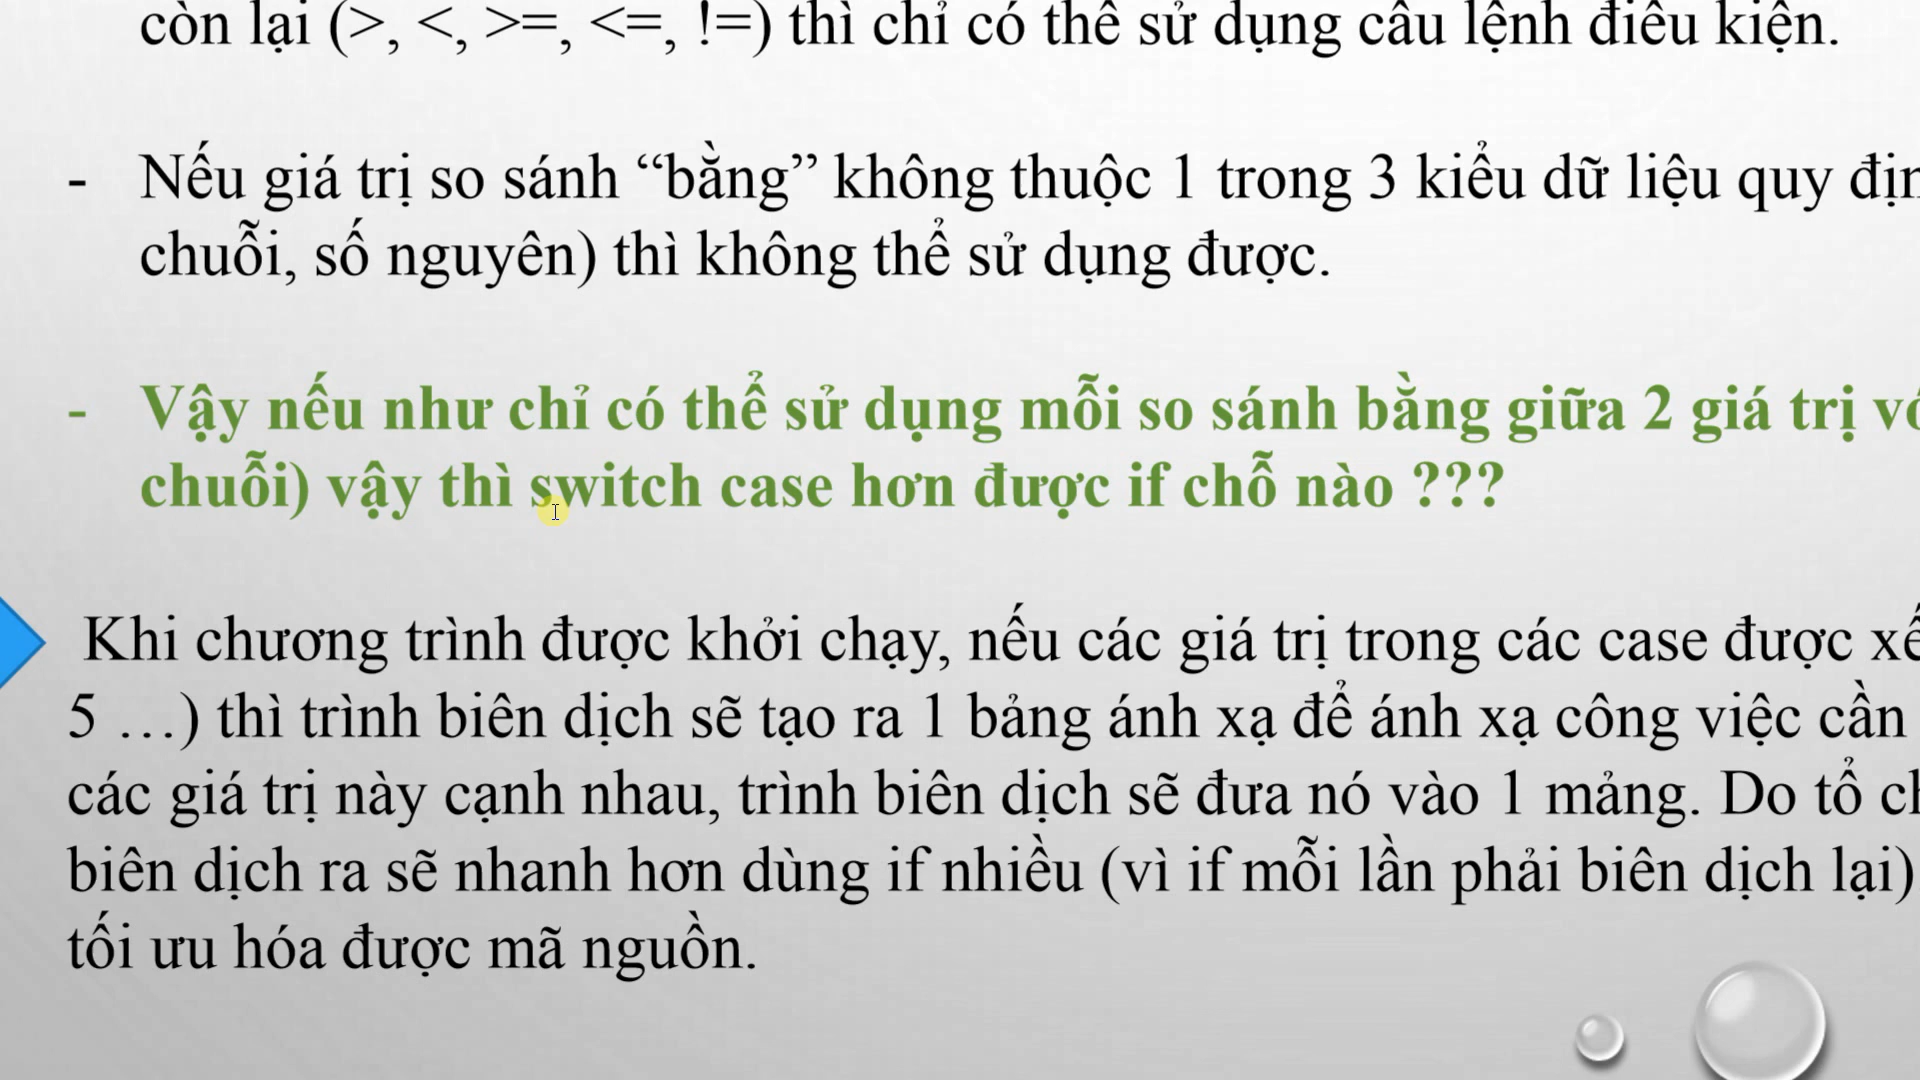 còn lại (>, <, >=, <=, !=) thì chỉ có thể sử dụng câu lệnh điều kiện.
- Nếu giá trị so sánh “bằng” không thuộc 1 trong 3 kiểu dữ liệu quy
chuỗi, số nguyên) thì không thể sử dụng được.
- Vậy nếu như chỉ có thể sử dụng mỗi so sánh bằng giữa 2 giá trị
chuỗi) vậy thì switch case hơn được if chỗ nào ???
Khi chương trình được khởi chạy, nếu các giá trị trong các case được
5 …) thì trình biên dịch sẽ tạo ra 1 bảng ánh xạ để ánh xạ công việc cần
các giá trị này cạnh nhau, trình biên dịch sẽ đưa nó vào 1 mảng. Do tổ
biên dịch ra sẽ nhanh hơn dùng if nhiều (vì if mỗi lần phải biên dịch lại)
tối ưu hóa được mã nguồn.